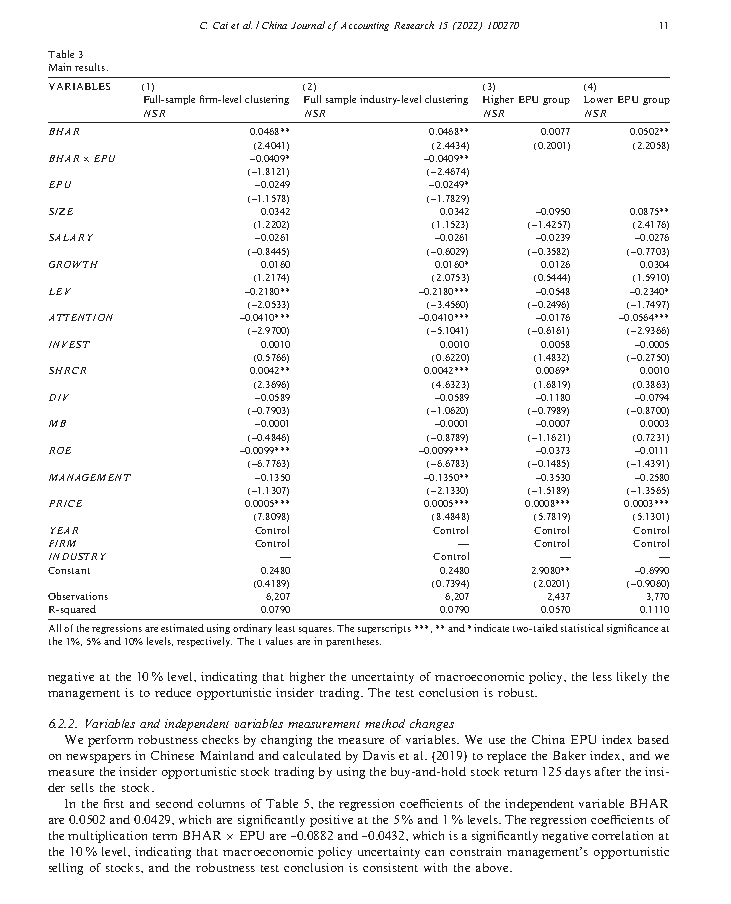 C. Cai et al. / China Journal of Accounting Research 15 (2022) 100270 11
Table 3
Main results.
VARIABLES (1) (2) (3) (4)
Full-sample firm-level clustering Full sample industry-level clustering Higher EPU group Lower EPU group
NSR NSR NSR NSR
BHAR 0.0468** 0.0468** 0.0077 0.0502**
(2.4041) (2.4434) (0.2001) (2.2058)
BHAR × EPU −0.0409* −0.0409**
(−1.8121) (−2.4674)
EPU −0.0249 −0.0249*
(−1.1578) (−1.7829)
SIZE 0.0342 0.0342 −0.0950 0.0875**
(1.2202) (1.1523) (−1.4257) (2.4176)
SALARY −0.0261 −0.0261 −0.0239 −0.0276
(−0.8445) (−0.6029) (−0.3582) (−0.7703)
GROWTH 0.0160 0.0160* 0.0126 0.0304
(1.2174) (2.0753) (0.5444) (1.5910)
LEV −0.2180** −0.2180*** −0.0548 −0.2340*
(−2.0533) (−3.4560) (−0.2496) (−1.7497)
ATTENTION −0.0410*** −0.0410*** −0.0176 −0.0564***
(−2.9700) (−5.1041) (−0.6161) (−2.9366)
INVEST 0.0010 0.0010 0.0058 −0.0005
(0.5766) (0.6220) (1.4832) (−0.2750)
SHRCR 0.0042** 0.0042*** 0.0069* 0.0010
(2.3696) (4.6323) (1.6819) (0.3863)
DIV −0.0589 −0.0589 −0.1180 −0.0794
(−0.7903) (−1.0620) (−0.7989) (−0.8700)
MB −0.0001 −0.0001 −0.0007 0.0003
(−0.4846) (−0.8789) (−1.1621) (0.7231)
ROE −0.0099*** −0.0099*** −0.0373 −0.0111
(−6.7763) (−6.6783) (−0.1485) (−1.4391)
MANAGEMENT −0.1350 −0.1350** −0.3530 −0.2580
(−1.1307) (−2.1330) (−1.5189) (−1.3565)
PRICE 0.0005*** 0.0005*** 0.0008*** 0.0003***
(7.8098) (8.4848) (5.7819) (5.1301)
YEAR Control Control Control Control
FIRM Control — Control Control
INDUSTRY — Control — —
Constant 0.2480 0.2480 2.9080** −0.6990
(0.4189) (0.7394) (2.0201) (−0.9060)
Observations 6,207 6,207 2,437 3,770
R-squared 0.0790 0.0790 0.0570 0.1110
All of the regressions are estimated using ordinary least squares. The superscripts ***, ** and * indicate two-tailed statistical significance at
the 1%, 5% and 10% levels, respectively. The t values are in parentheses.
negative at the 10 % level, indicating that higher the uncertainty of macroeconomic policy, the less likely the
management is to reduce opportunistic insider trading. The test conclusion is robust.
6.2.2. Variables and independent variables measurement method changes
We perform robustness checks by changing the measure of variables. We use the China EPU index based
on newspapers in Chinese Mainland and calculated by Davis et al. {2019) to replace the Baker index, and we
measure the insider opportunistic stock trading by using the buy-and-hold stock return 125 days after the insi-
der sells the stock.
In the first and second columns of Table 5, the regression coefficients of the independent variable BHAR
are 0.0502 and 0.0429, which are significantly positive at the 5 % and 1 % levels. The regression coefficients of
the multiplication term BHAR × EPU are −0.0882 and −0.0432, which is a significantly negative correlation at
the 10 % level, indicating that macroeconomic policy uncertainty can constrain management's opportunistic
selling of stocks, and the robustness test conclusion is consistent with the above.